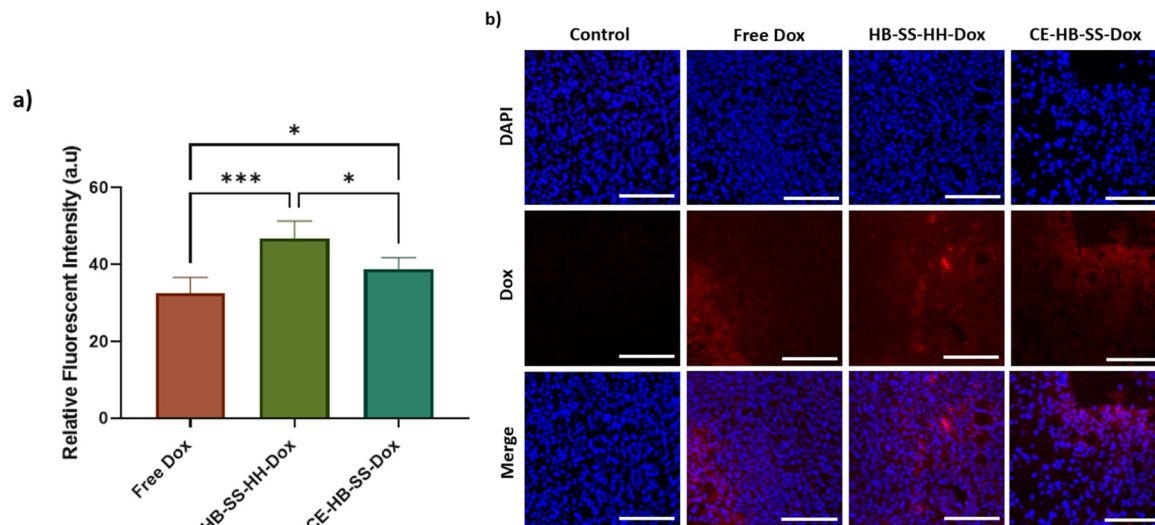 a)
*
***
*
Relative Fluorescent Intensity (a.u)
60
40
20
0
Free Dox
HB-SS-HH-Dox
CE-HB-SS-Dox
b)
Control
Free Dox
HB-SS-HH-Dox
CE-HB-SS-Dox
DAPI
Dox
Merge